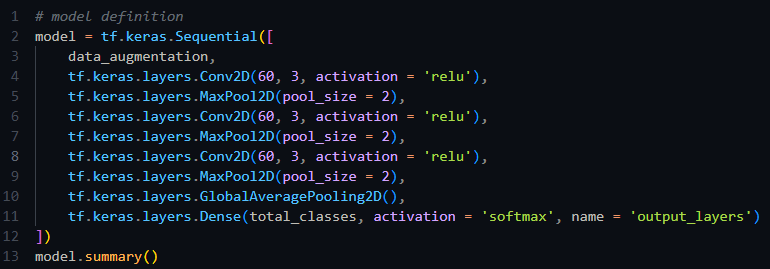 1 # model definition
2 model = tf.keras.Sequential([
3     data_augmentation,
4     tf.keras.layers.Conv2D(60, 3, activation = 'relu'),
5     tf.keras.layers.MaxPool2D(pool_size = 2),
6     tf.keras.layers.Conv2D(60, 3, activation = 'relu'),
7     tf.keras.layers.MaxPool2D(pool_size = 2),
8     tf.keras.layers.Conv2D(60, 3, activation = 'relu'),
9     tf.keras.layers.MaxPool2D(pool_size = 2),
10     tf.keras.layers.GlobalAveragePooling2D(),
11     tf.keras.layers.Dense(total_classes, activation = 'softmax', name = 'output_layers')
12 ])
13 model.summary()